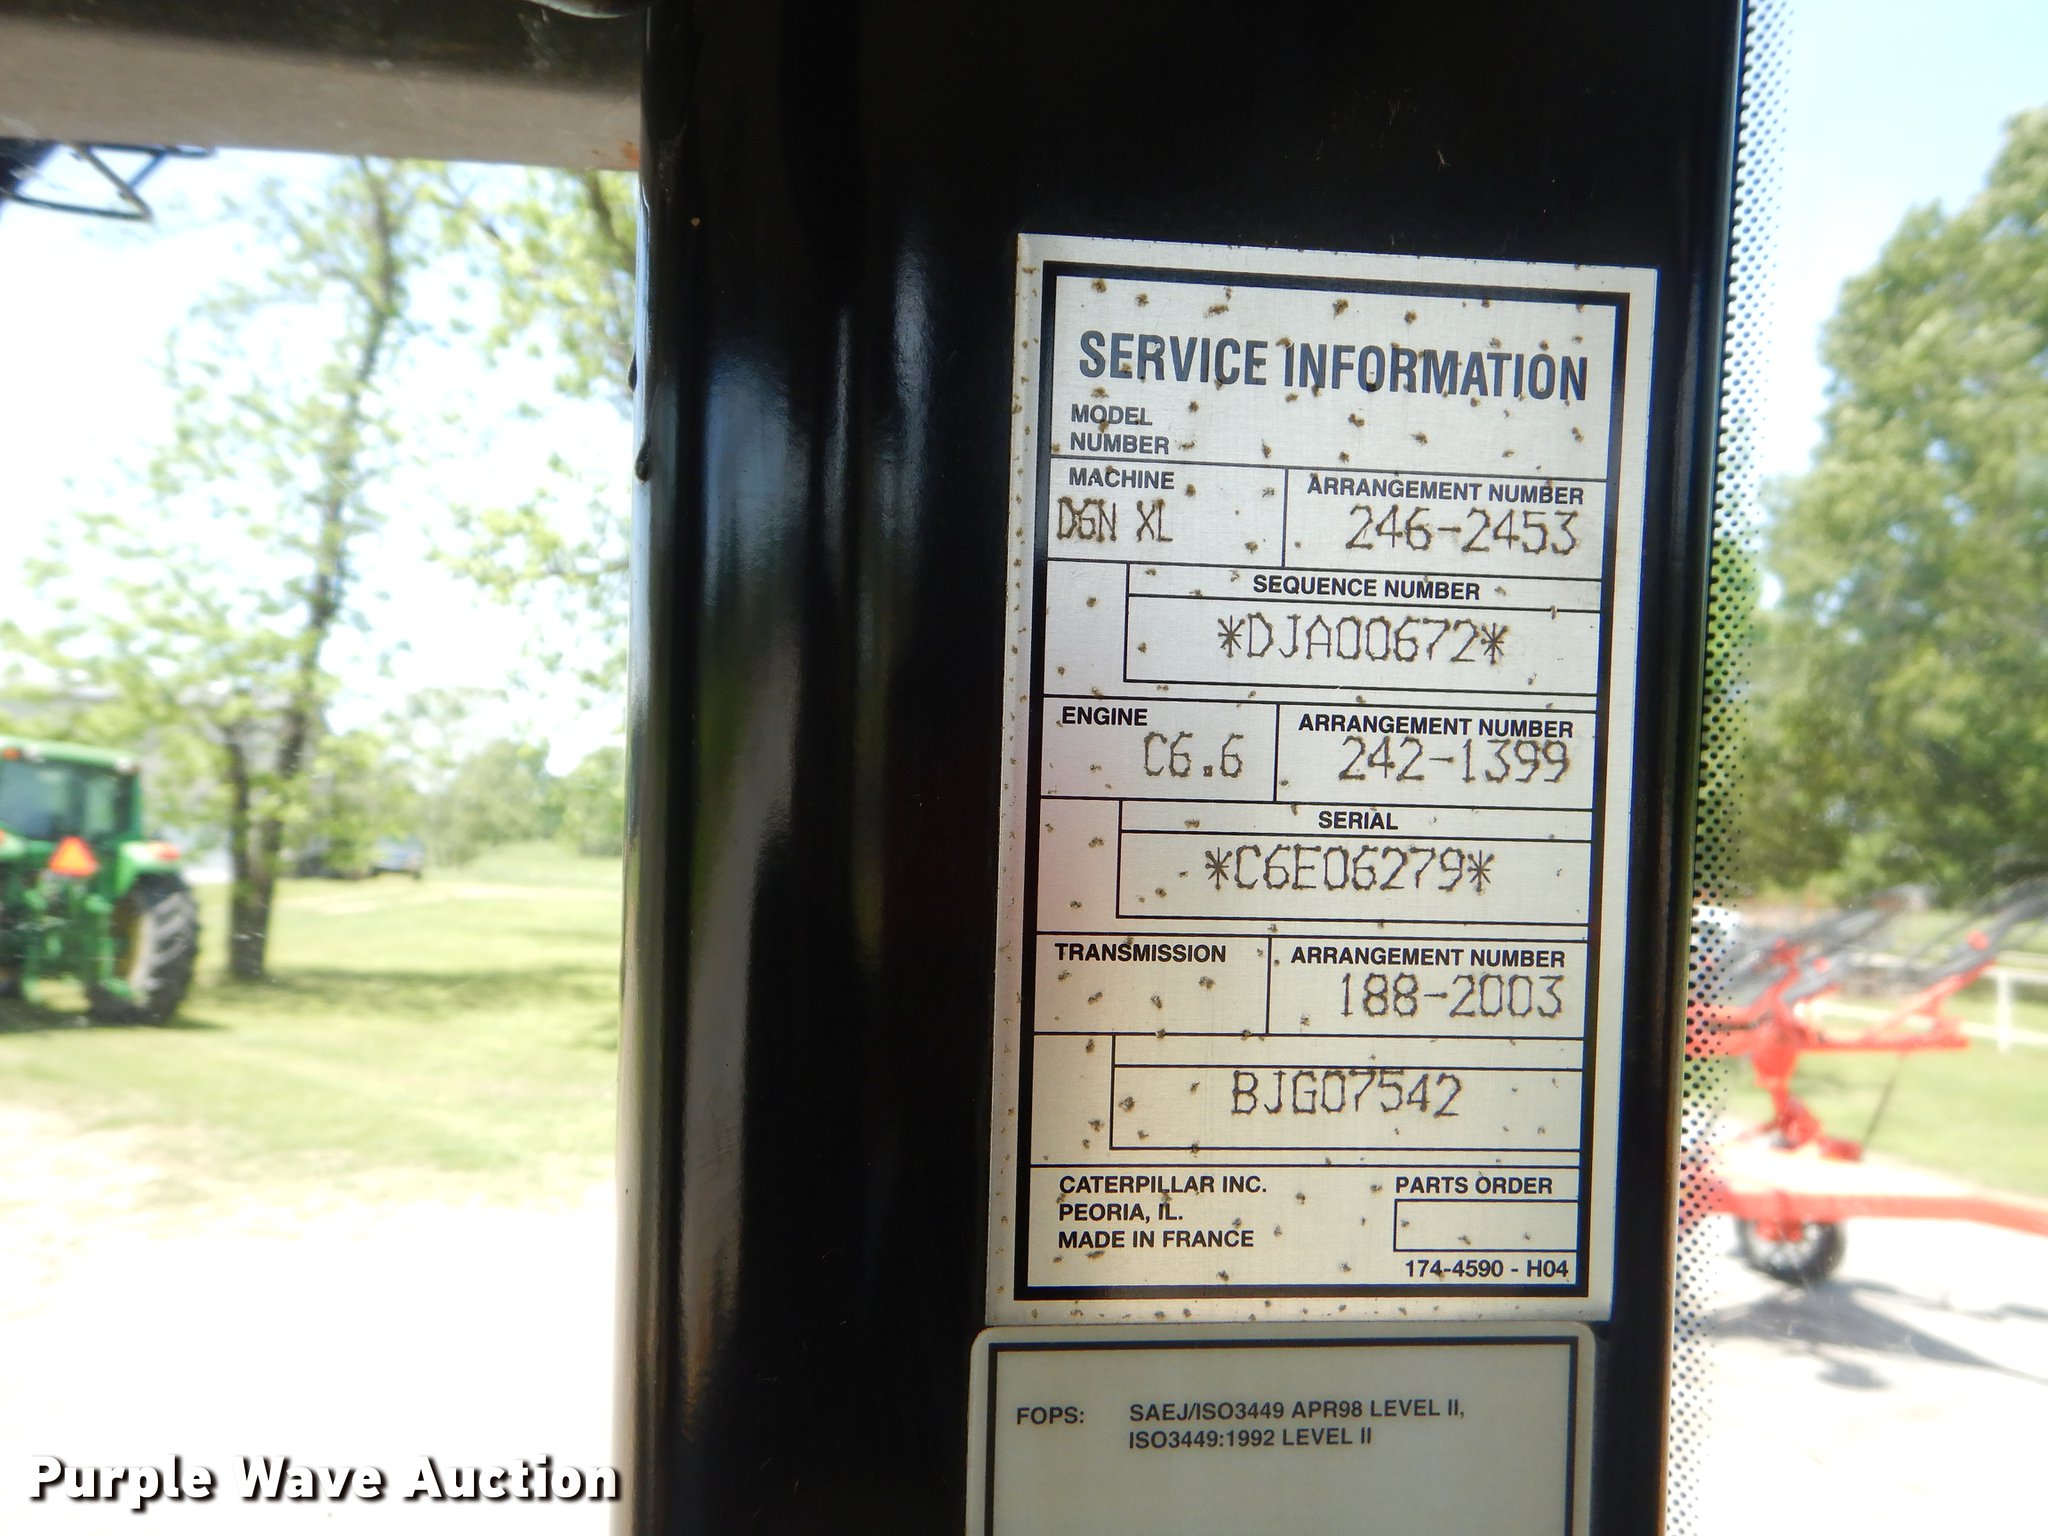 SERVICE INFORMATION
MODEL
NUMBER
MACHINE
D6N XL
ARRANGEMENT NUMBER
246-2453
SEQUENCE NUMBER
*DJA00672*
ENGINE
C6.6
ARRANGEMENT NUMBER
242-1399
SERIAL
*C6E06279*
TRANSMISSION
ARRANGEMENT NUMBER
188-2003
BJG07542
CATERPILLAR INC.
PEORIA, IL.
MADE IN FRANCE
PARTS ORDER
174-4590 - H04
FOPS: SAEJ/ISO3449 APR98 LEVEL II,
ISO3449:1992 LEVEL II
Purple Wave Auction